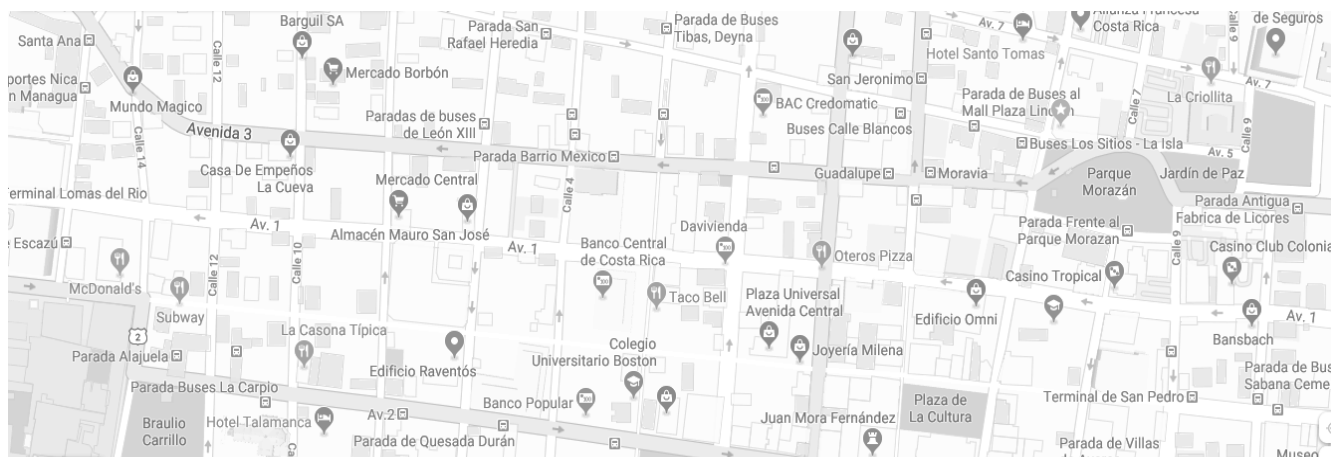 Barguil SA
Parada San
Rafael Heredia
Parada de Buses
Tibas, Deyna
Av. 7
Alianza Francesa
Costa Rica
Calle 9
de Seguros
Santa Ana
Calle 12
Mercado Borbón
Hotel Santo Tomas
San Jeronimo
portes Nica
n Managua
Mundo Magico
BAC Credomatic
Parada de Buses al
Mall Plaza Lincoln
Calle 7
La Criollita
Av. 7
Avenida 3
Paradas de buses
de León XIII
Buses Calle Blancos
Calle 9
Calle 14
Casa De Empeños
La Cueva
Parada Barrio Mexico
Buses Los Sitios - La Isla
Av. 5
Mercado Central
Calle 4
Guadalupe
Moravia
Parque
Morazán
Jardín de Paz
Terminal Lomas del Rio
Av. 1
Almacén Mauro San José
Parada Antigua
Fabrica de Licores
Davivienda
Parada Frente al
Parque Morazan
e Escazú
Calle 12
Calle 10
Av. 1
Banco Central
de Costa Rica
Oteros Pizza
Calle 9
Casino Club Colonial
McDonald's
Casino Tropical
Subway
Taco Bell
Plaza Universal
Avenida Central
Edificio Omni
Av. 1
2
La Casona Típica
Bansbach
Parada Alajuela
Edificio Raventós
Colegio
Universitario Boston
Joyería Milena
Parada Buses La Carpio
Parada de Bus
Sabana Ceme
Banco Popular
Plaza de
La Cultura
Terminal de San Pedro
Braulio
Carrillo
Hotel Talamanca
Av. 2
Juan Mora Fernández
Parada de Quesada Durán
Parada de Villas
Museo